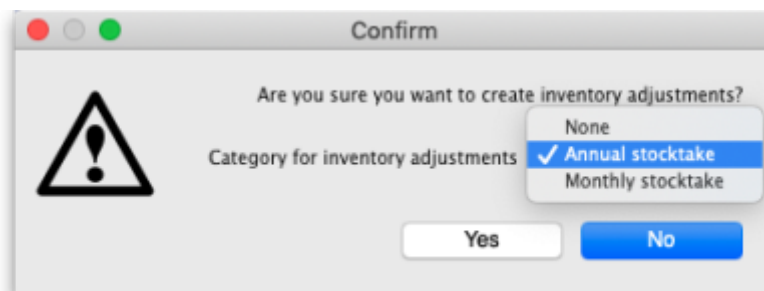 Confirm
Are you sure you want to create inventory adjustments?
None
Category for inventory adjustments
Annual stocktake
Monthly stocktake
Yes
No